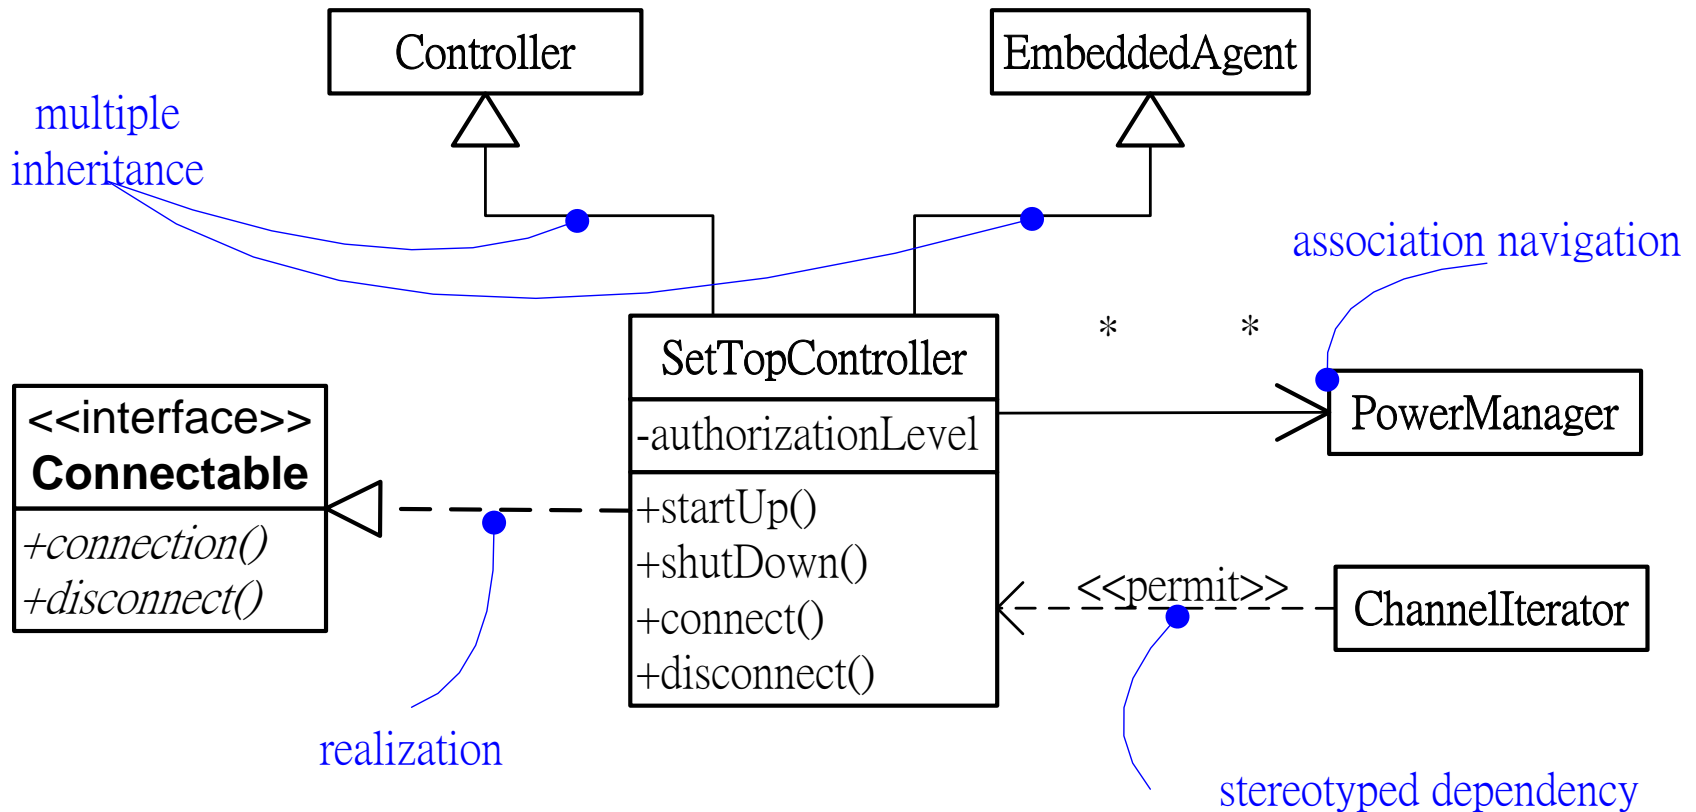 Controller
EmbeddedAgent
multiple
inheritance
association navigation
* *
SetTopController
-authorizationLevel
+startUp()
+shutDown()
+connect()
+disconnect()
PowerManager
<<interface>>
Connectable
+connection()
+disconnect()
<<permit>>
ChannelIterator
realization
stereotyped dependency